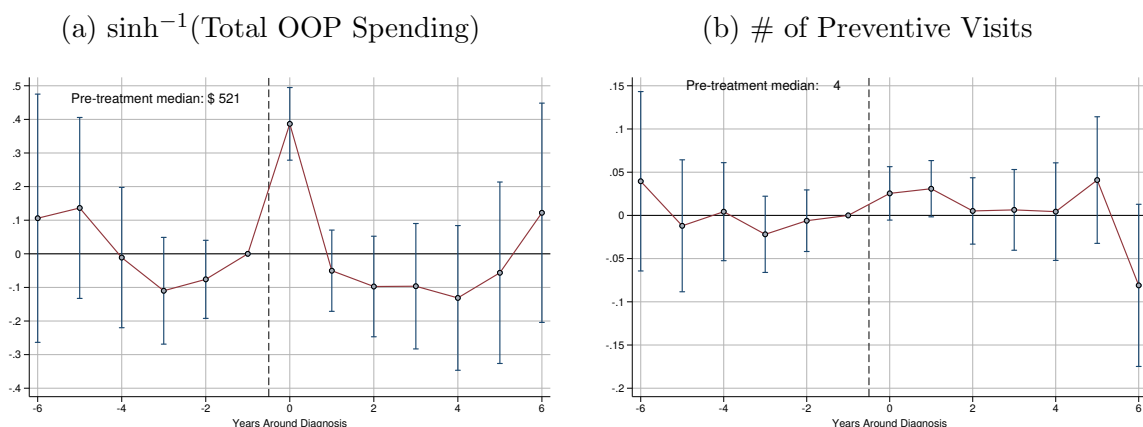 (a) sinh⁻¹(Total OOP Spending)
Pre-treatment median: $ 521
.5
.4
.3
.2
.1
0
-.1
-.2
-.3
-.4
-6 -4 -2 0 2 4 6
Years Around Diagnosis
(b) # of Preventive Visits
Pre-treatment median: 4
.15
.1
.05
0
-.05
-.1
-.15
-.2
-6 -4 -2 0 2 4 6
Years Around Diagnosis